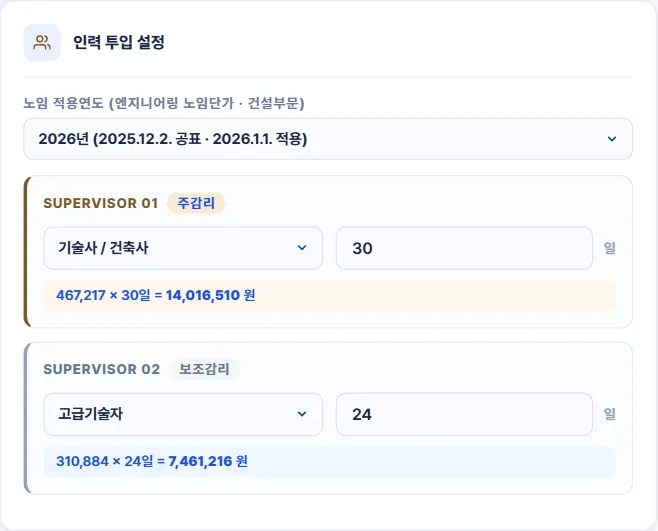 인력 투입 설정
노임 적용연도 (엔지니어링 노임단가 · 건설부문)
2026년 (2025.12.2. 공표 · 2026.1.1. 적용)
SUPERVISOR 01 주감리
기술사 / 건축사 30 일
467,217 × 30일 = 14,016,510 원
SUPERVISOR 02 보조감리
고급기술자 24 일
310,884 × 24일 = 7,461,216 원